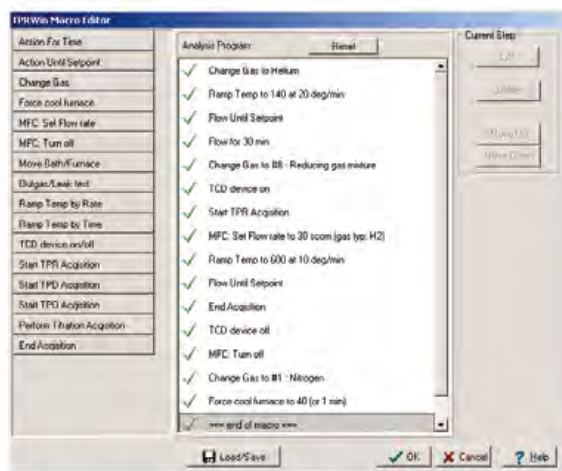 TPRWin Macro Editor
Action For Time
Action Until Setpoint
Change Gas
Force cool furnace
MFC: Set Flow rate
MFC: Turn off
Move Bath/Furnace
Outgas/Leak test
Ramp Temp by Rate
Ramp Temp by Time
TCD device on/off
Start TPR Acqisition
Start TPD Acqisition
Start TPO Acqisition
Perform Titration Acqisition
End Acqisition
Analysis Program:
Reset
Change Gas to Helium
Ramp Temp to 140 at 20 deg/min
Flow Until Setpoint
Flow for 30 min
Change Gas to #8 : Reducing gas mixture
TCD device on
Start TPR Acqisition
MFC: Set Flow rate to 30 sccm (gas typ: H2)
Ramp Temp to 600 at 10 deg/min
Flow Until Setpoint
End Acqisition
TCD device off
MFC: Turn off
Change Gas to #1 : Nitrogen
Force cool furnace to 40 (or 1 min)
=== end of macro ===
Current Step
Edit
Delete
Move Up
Move Down
Load/Save
OK
Cancel
Help